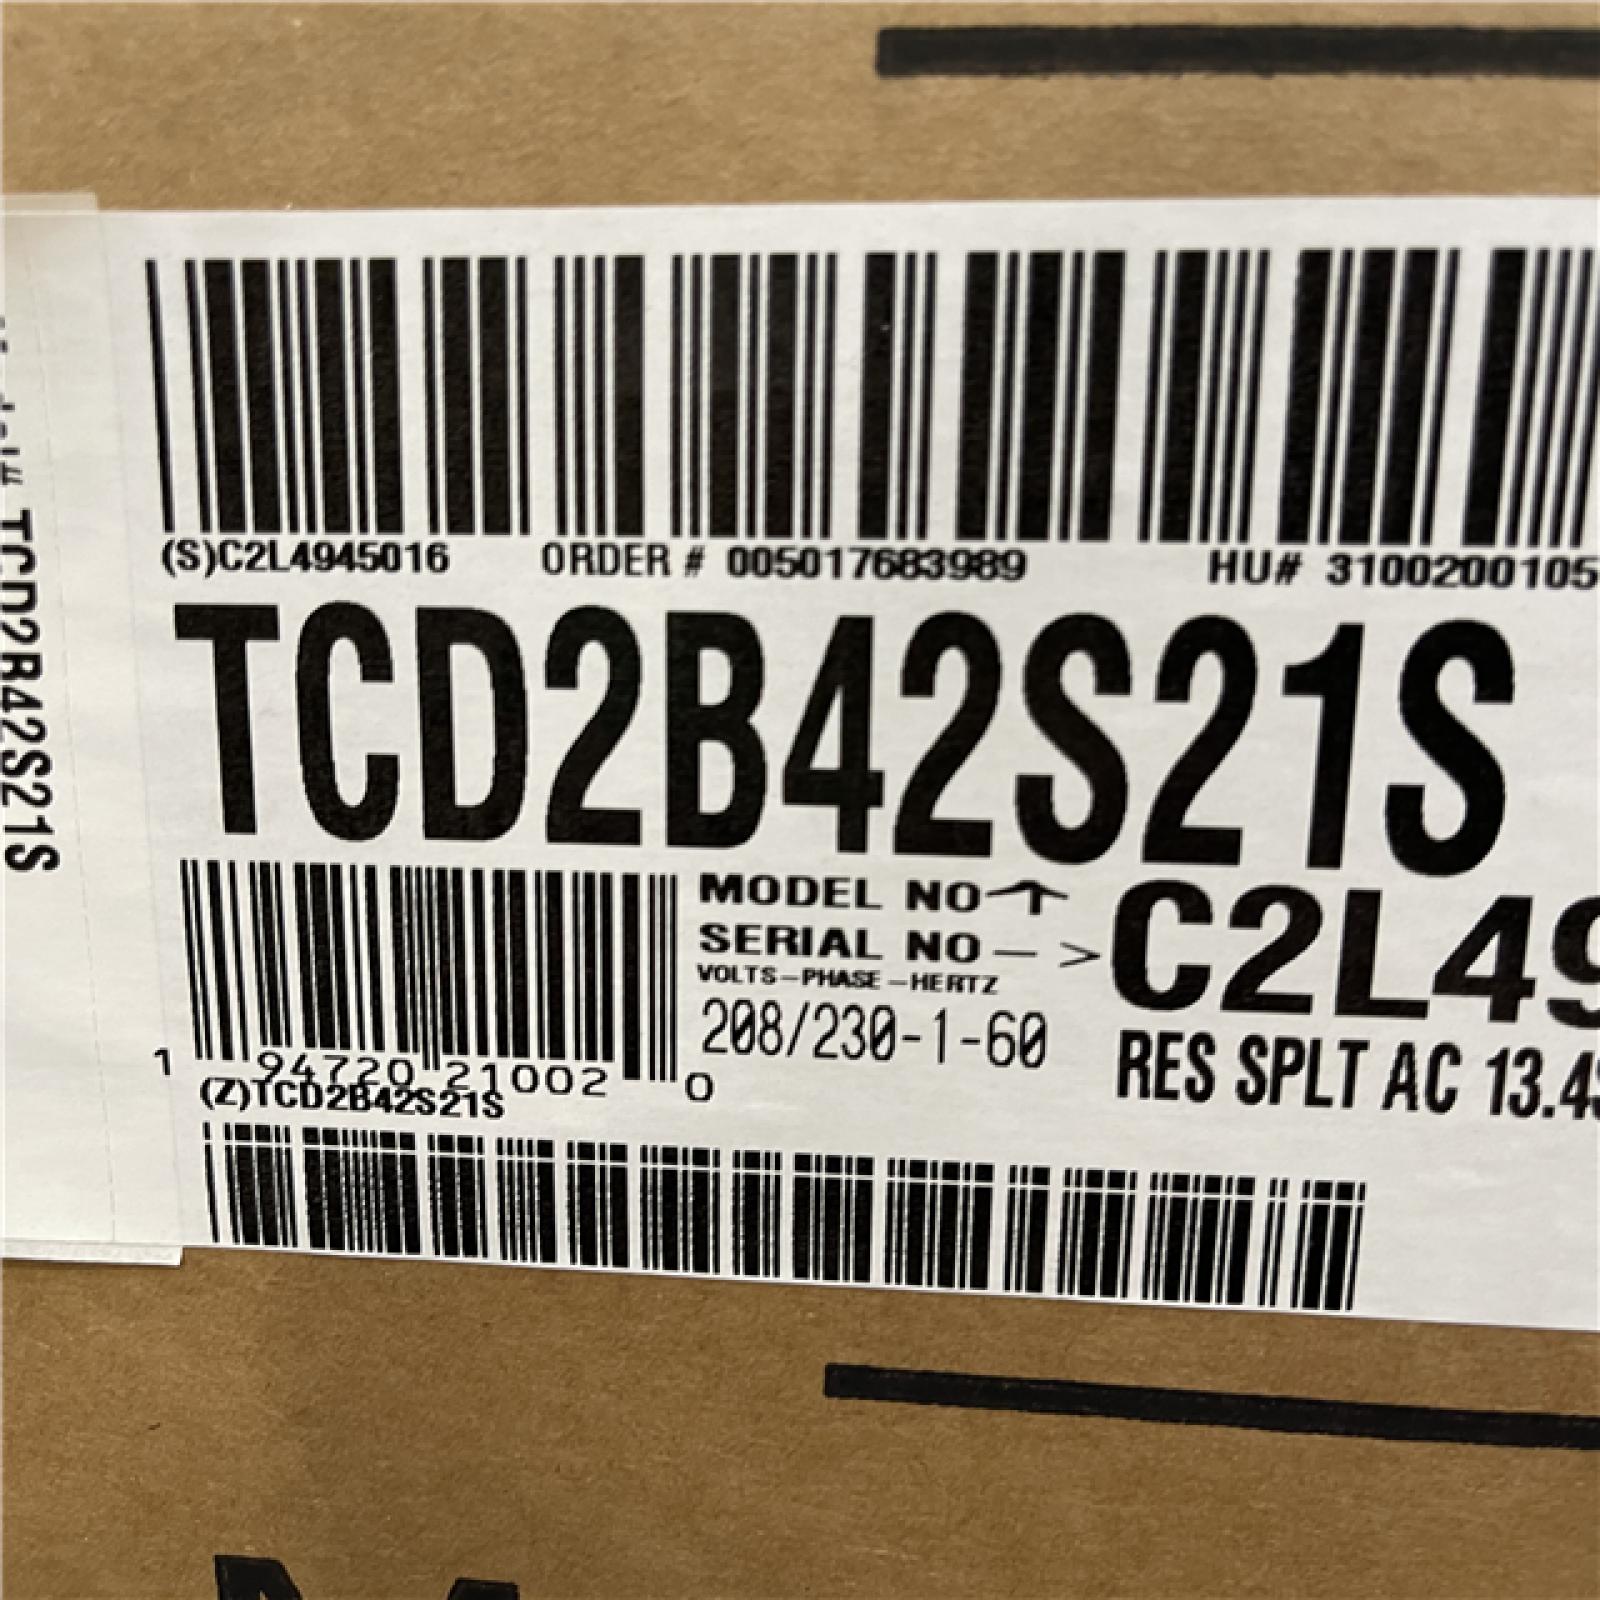 (S)C2L4945016 ORDER # 005017683989 HU# 3100200105
TCD2B42S21S
MODEL NO
SERIAL NO -> C2L49
VOLTS-PHASE-HERTZ
208/230-1-60
RES SPLT AC 13.4
1 94720 21002 0
(Z)TCD2B42S21S
TCD2B42S21S